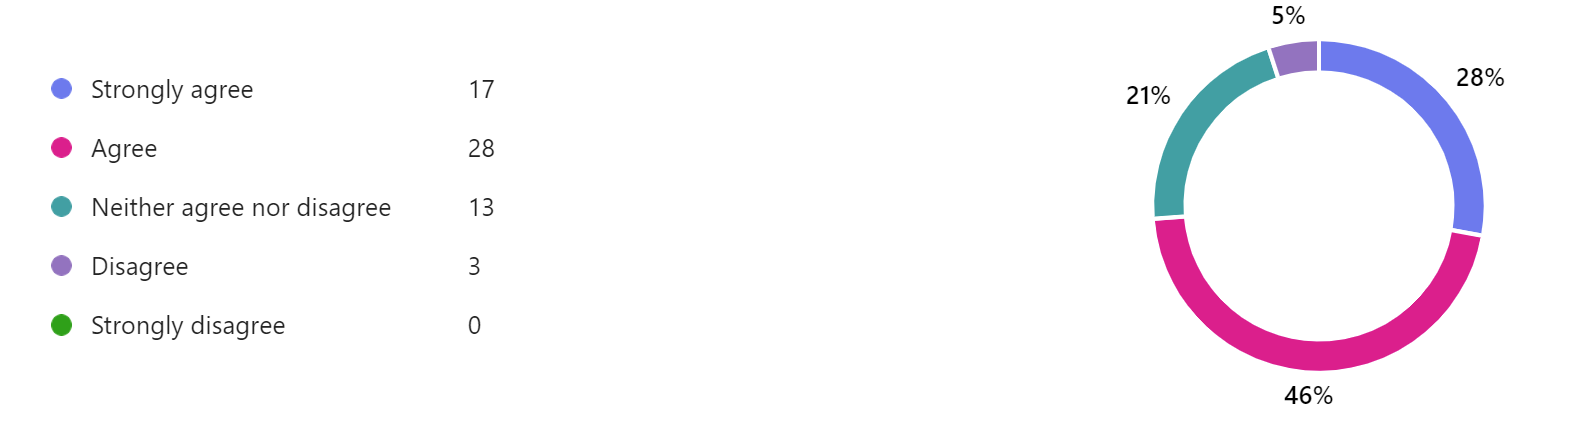 Strongly agree 17
Agree 28
Neither agree nor disagree 13
Disagree 3
Strongly disagree 0
5%
28%
21%
46%